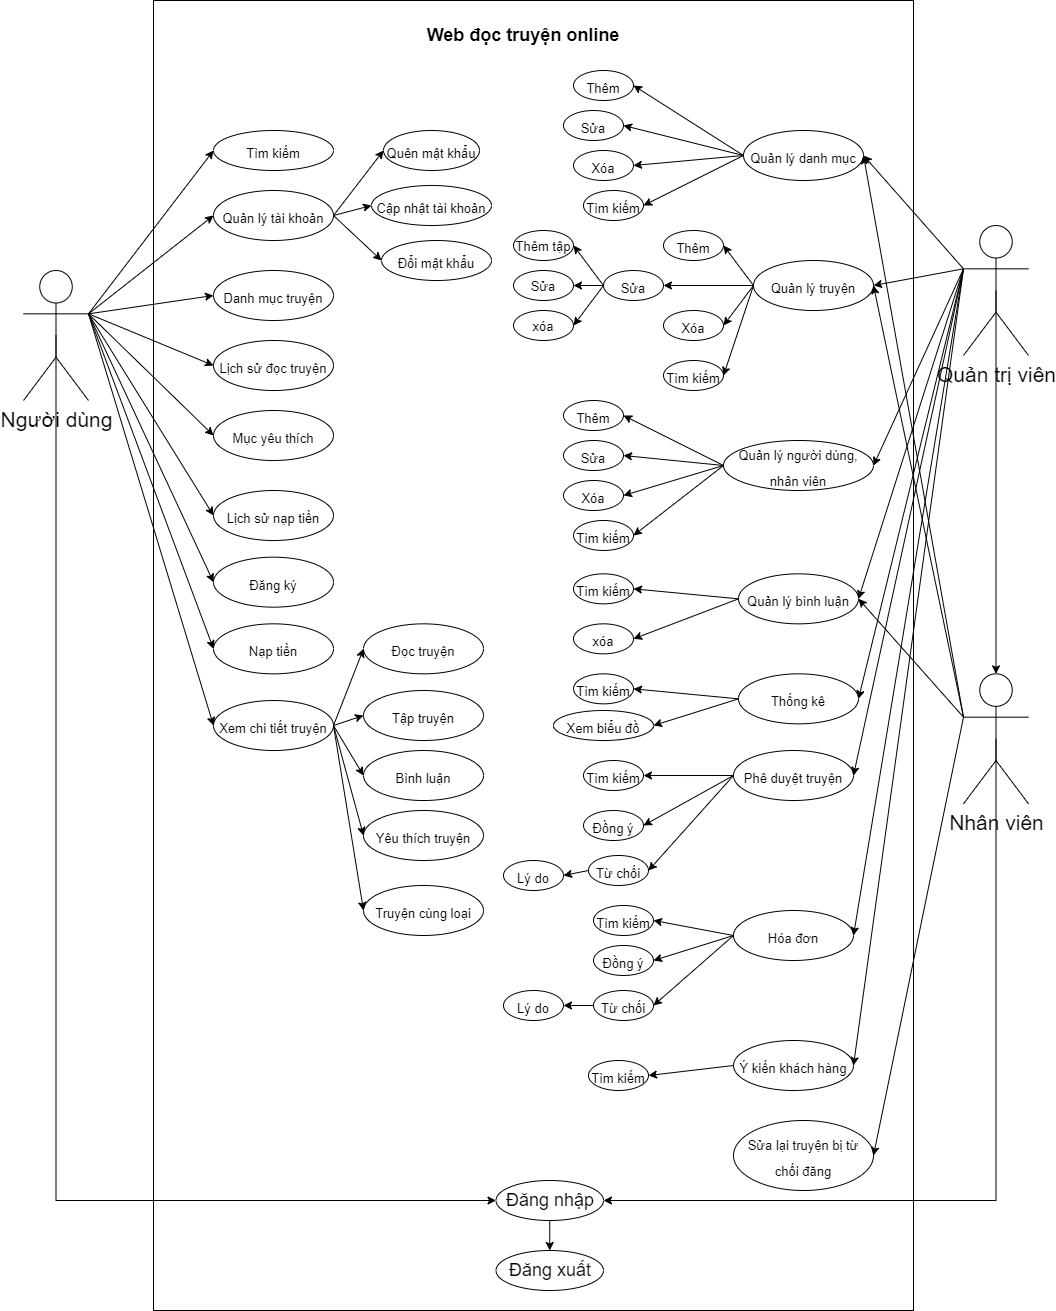 Web đọc truyện online
Tìm kiếm
Quản lý tài khoản
Quên mật khẩu
Cập nhật tài khoản
Đổi mật khẩu
Danh mục truyện
Lịch sử đọc truyện
Mục yêu thích
Lịch sử nạp tiền
Đăng ký
Nạp tiền
Xem chi tiết truyện
Đọc truyện
Tập truyện
Bình luận
Yêu thích truyện
Truyện cùng loại
Người dùng
Thêm
Sửa
Xóa
Tìm kiếm
Quản lý danh mục
Thêm tập
Sửa
xóa
Sửa
Thêm
Xóa
Tìm kiếm
Quản lý truyện
Thêm
Sửa
Xóa
Tìm kiếm
Quản lý người dùng,
nhân viên
Tìm kiếm
xóa
Quản lý bình luận
Tìm kiếm
Xem biểu đồ
Thống kê
Tìm kiếm
Đồng ý
Từ chối
Lý do
Phê duyệt truyện
Tìm kiếm
Đồng ý
Từ chối
Lý do
Hóa đơn
Tìm kiếm
Ý kiến khách hàng
Sửa lại truyện bị từ
chối đăng
Quản trị viên
Nhân viên
Đăng nhập
Đăng xuất